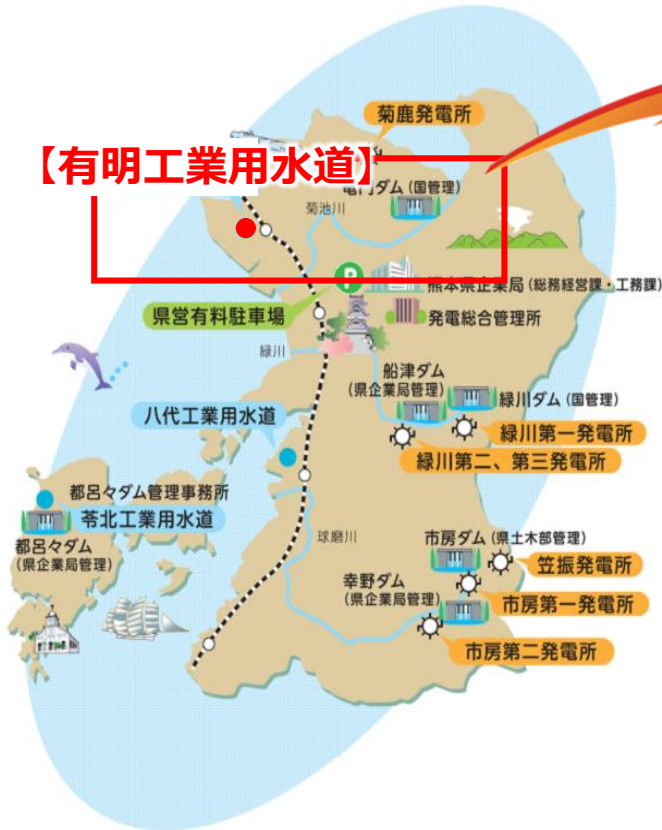 菊鹿発電所
【有明工業用水道】
竜門ダム (国管理)
菊池川
P
熊本県企業局 (総務経営課・工務課)
県営有料駐車場
発電総合管理所
緑川
船津ダム
(県企業局管理)
緑川ダム (国管理)
八代工業用水道
緑川第一発電所
緑川第二、第三発電所
都呂々ダム管理事務所
苓北工業用水道
都呂々ダム
(県企業局管理)
球磨川
市房ダム (県土木部管理)
笠振発電所
幸野ダム
(県企業局管理)
市房第一発電所
市房第二発電所